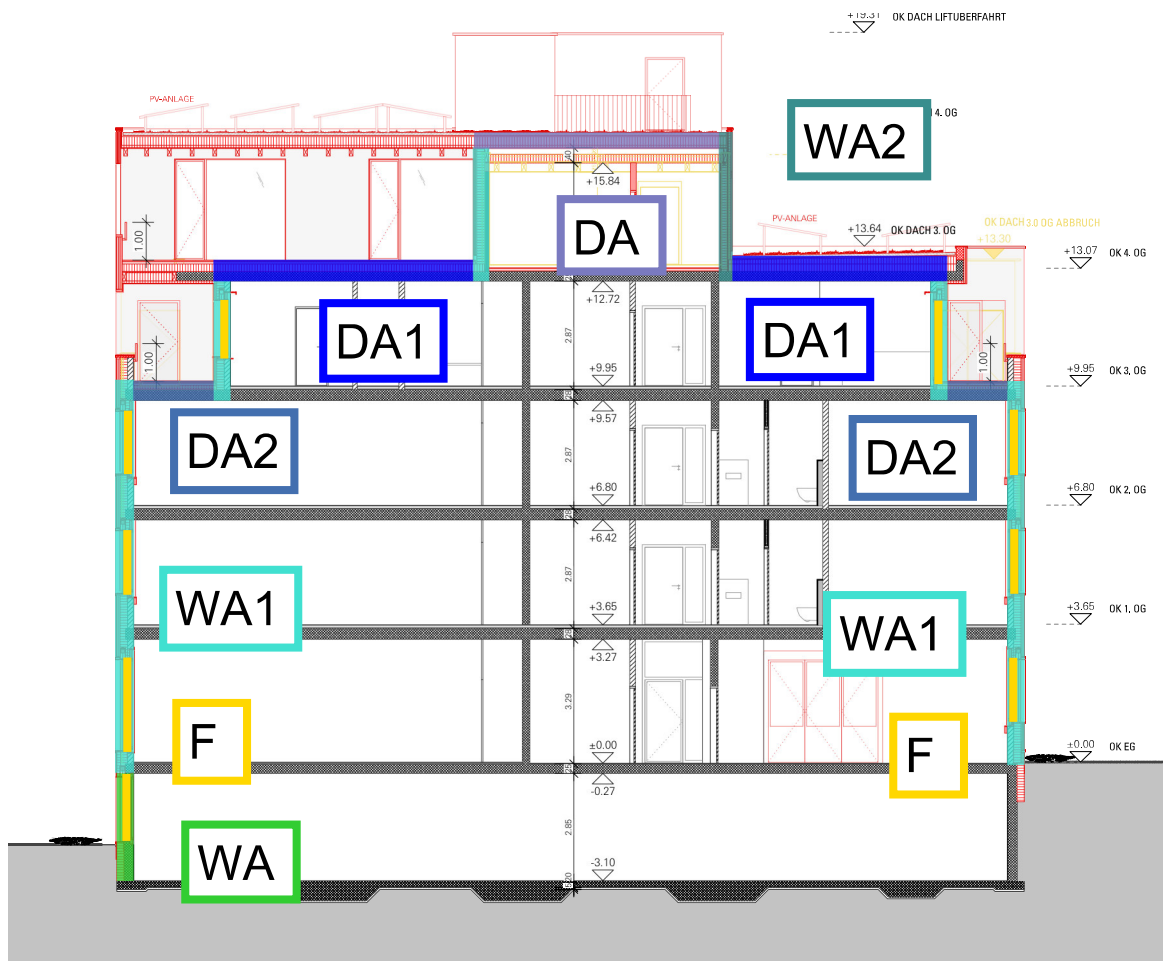 +19.31 OK DACH LIFTÜBERFAHRT
PV-ANLAGE
4. OG
WA2
40
+15.84
DA
PV-ANLAGE
+13.64 OK DACH 3. OG
OK DACH 3.0 OG ABBRUCH
+13.30
1.00
+13.07 OK 4. OG
+12.72
DA1
DA1
2.87
1.00
1.00
+9.95
+9.95 OK 3. OG
+9.57
DA2
DA2
2.87
+6.80
+6.80 OK 2. OG
+6.42
2.87
WA1
WA1
+3.65
+3.65 OK 1. OG
+3.27
3.29
F
F
±0.00
±0.00 OK EG
-0.27
2.85
WA
-3.10